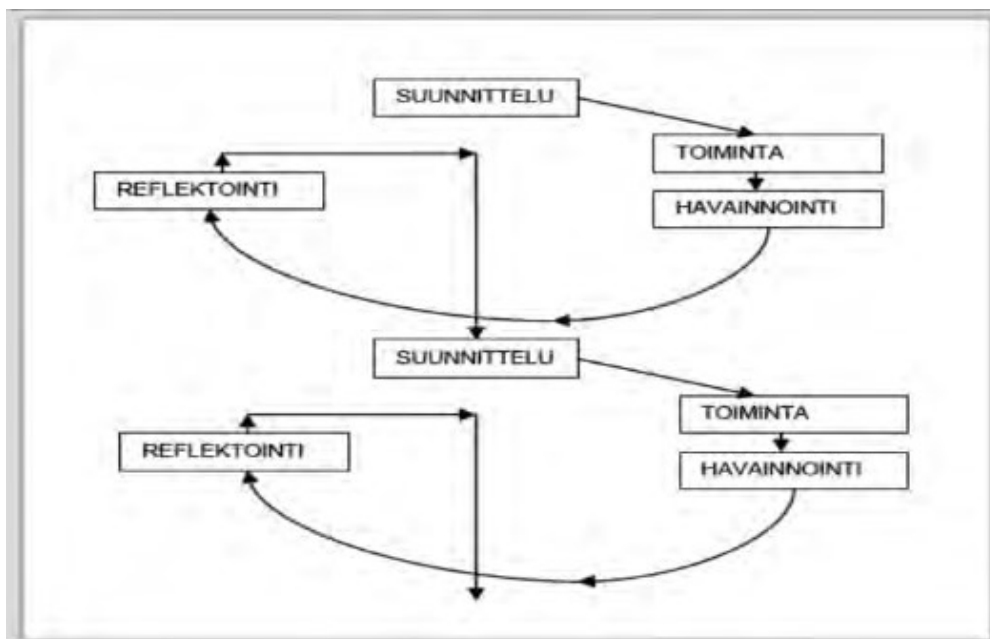 SUUNNITTELU
TOIMINTA
REFLEKTOINTI
HAVAINNOINTI
SUUNNITTELU
TOIMINTA
REFLEKTOINTI
HAVAINNOINTI